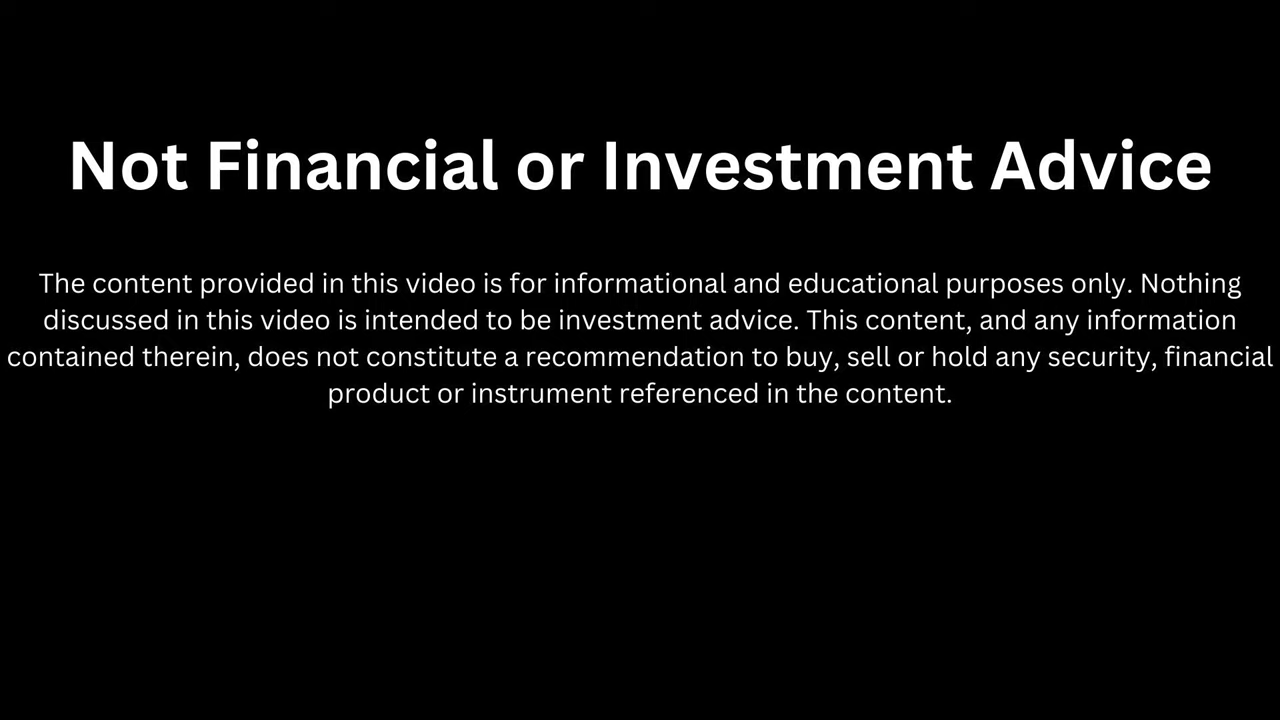 Not Financial or Investment Advice
The content provided in this video is for informational and educational purposes only. Nothing
discussed in this video is intended to be investment advice. This content, and any information
contained therein, does not constitute a recommendation to buy, sell or hold any security, financial
product or instrument referenced in the content.